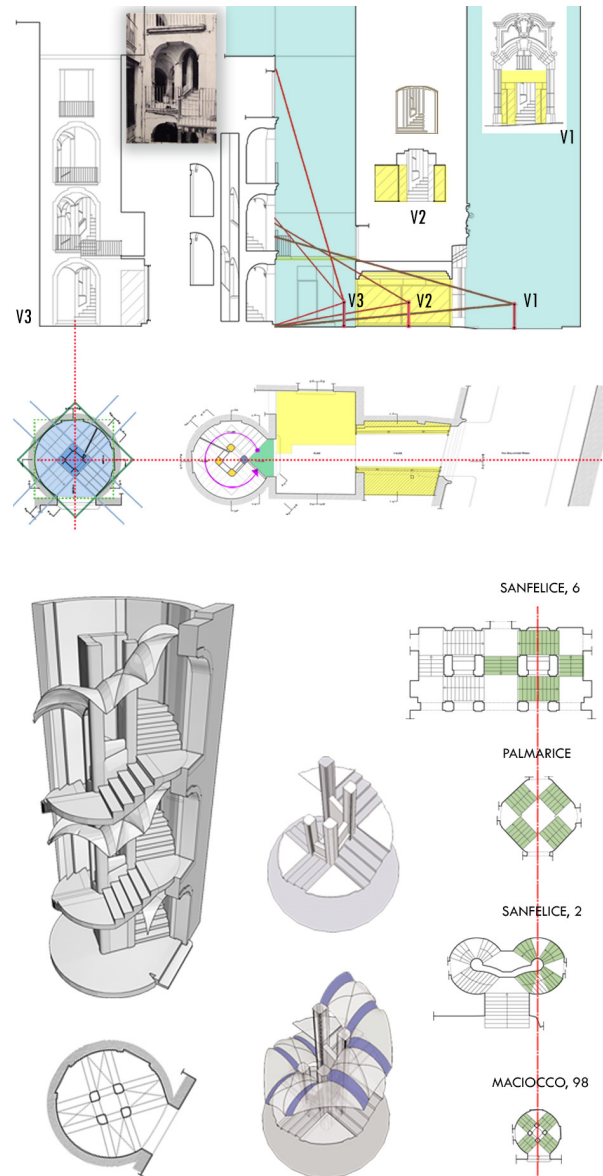 V1
V2
V3
V2
V1
V3
SANFELICE, 6
PALMARICE
SANFELICE, 2
MACIOCCO, 98